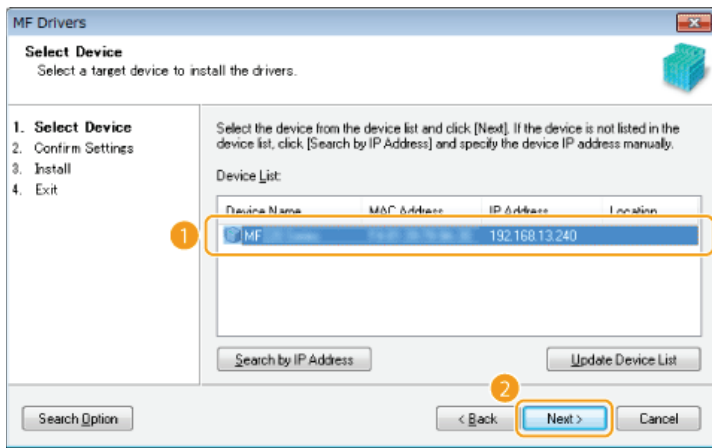 MF Drivers
Select Device
Select a target device to install the drivers.
1. Select Device
2. Confirm Settings
3. Install
4. Exit
Select the device from the device list and click [Next]. If the device is not listed in the
device list, click [Search by IP Address] and specify the device IP address manually.
Device List:
Device Name MAC Address IP Address Location
1
MF 192.168.13.240
Search by IP Address Update Device List
2
Search Option < Back Next > Cancel